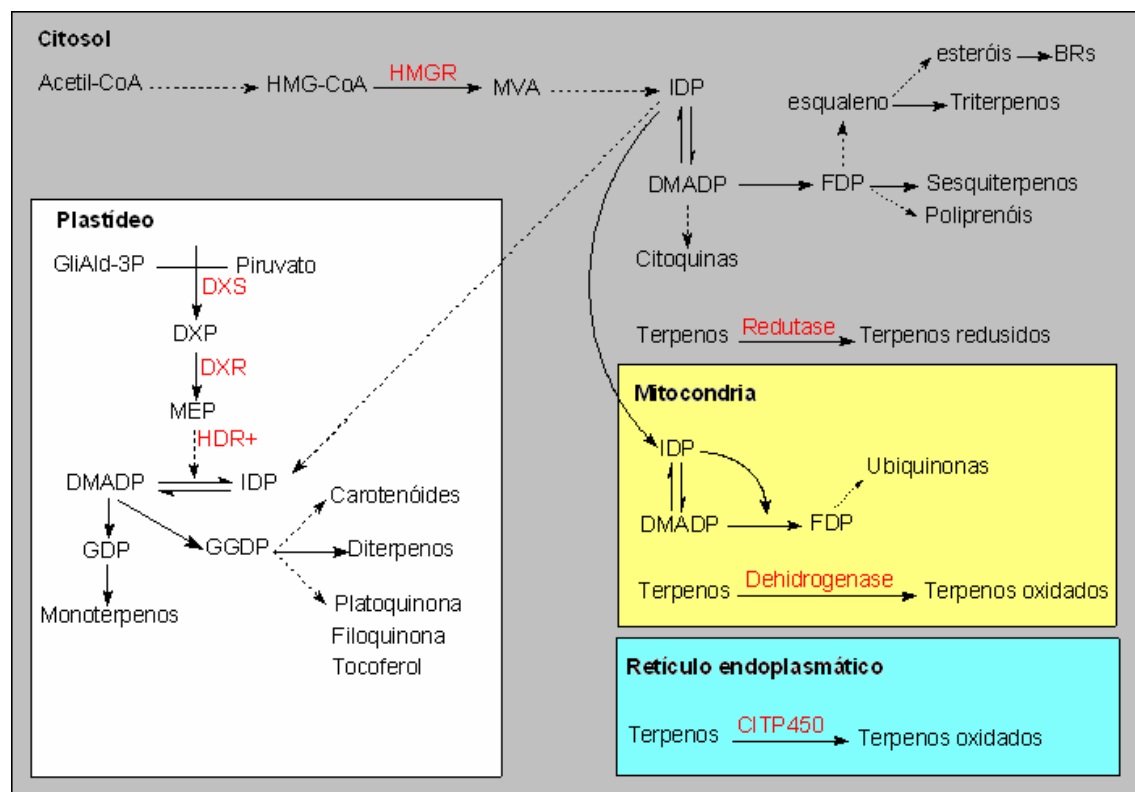 Citosol
Acetil-CoA HMG-CoA HMGR MVA IDP
esteróis BRs
esqualeno Triterpenos
DMADP FDP Sesquiterpenos
Poliprenóis
Citoquinas
Terpenos Redutase Terpenos redusidos
Plastídeo
GliAld-3P Piruvato
DXS
DXP
DXR
MEP
HDR+
DMADP IDP
Carotenóides
GDP GGDP Diterpenos
Monoterpenos
Platoquinona
Filoquinona
Tocoferol
Mitocondria
IDP
Ubiquinonas
DMADP FDP
Terpenos Dehidrogenase Terpenos oxidados
Retículo endoplasmático
Terpenos CITP450 Terpenos oxidados